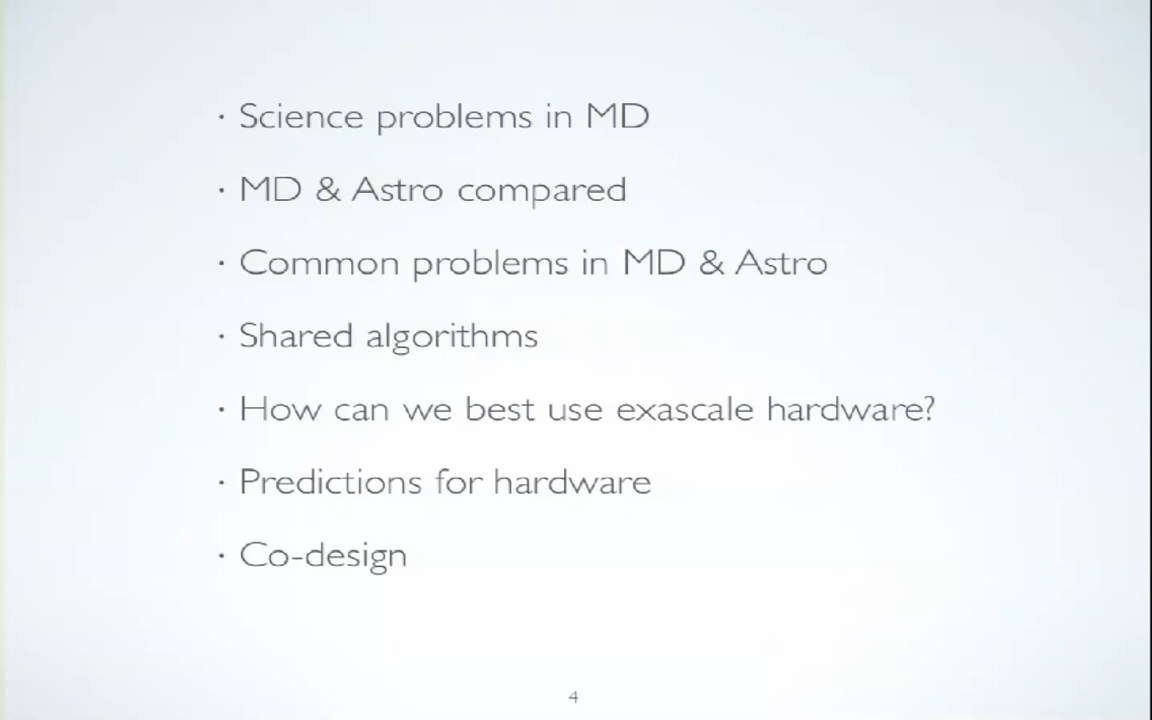 · Science problems in MD
· MD & Astro compared
· Common problems in MD & Astro
· Shared algorithms
· How can we best use exascale hardware?
· Predictions for hardware
· Co-design
4